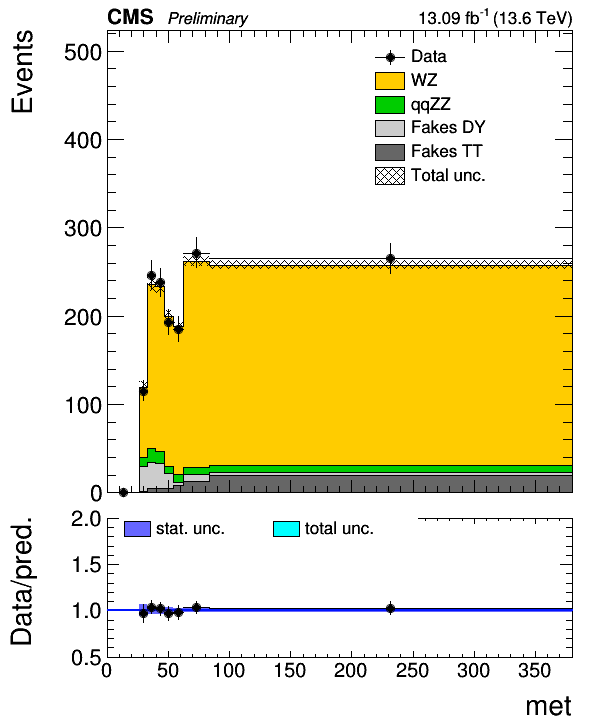 CMS Preliminary 13.09 fb⁻¹ (13.6 TeV)
Events
500
400
300
200
100
0
Data
WZ
qqZZ
Fakes DY
Fakes TT
Total unc.
Data/pred.
2.0
1.5
1.0
0.5
stat. unc. total unc.
0 50 100 150 200 250 300 350
met